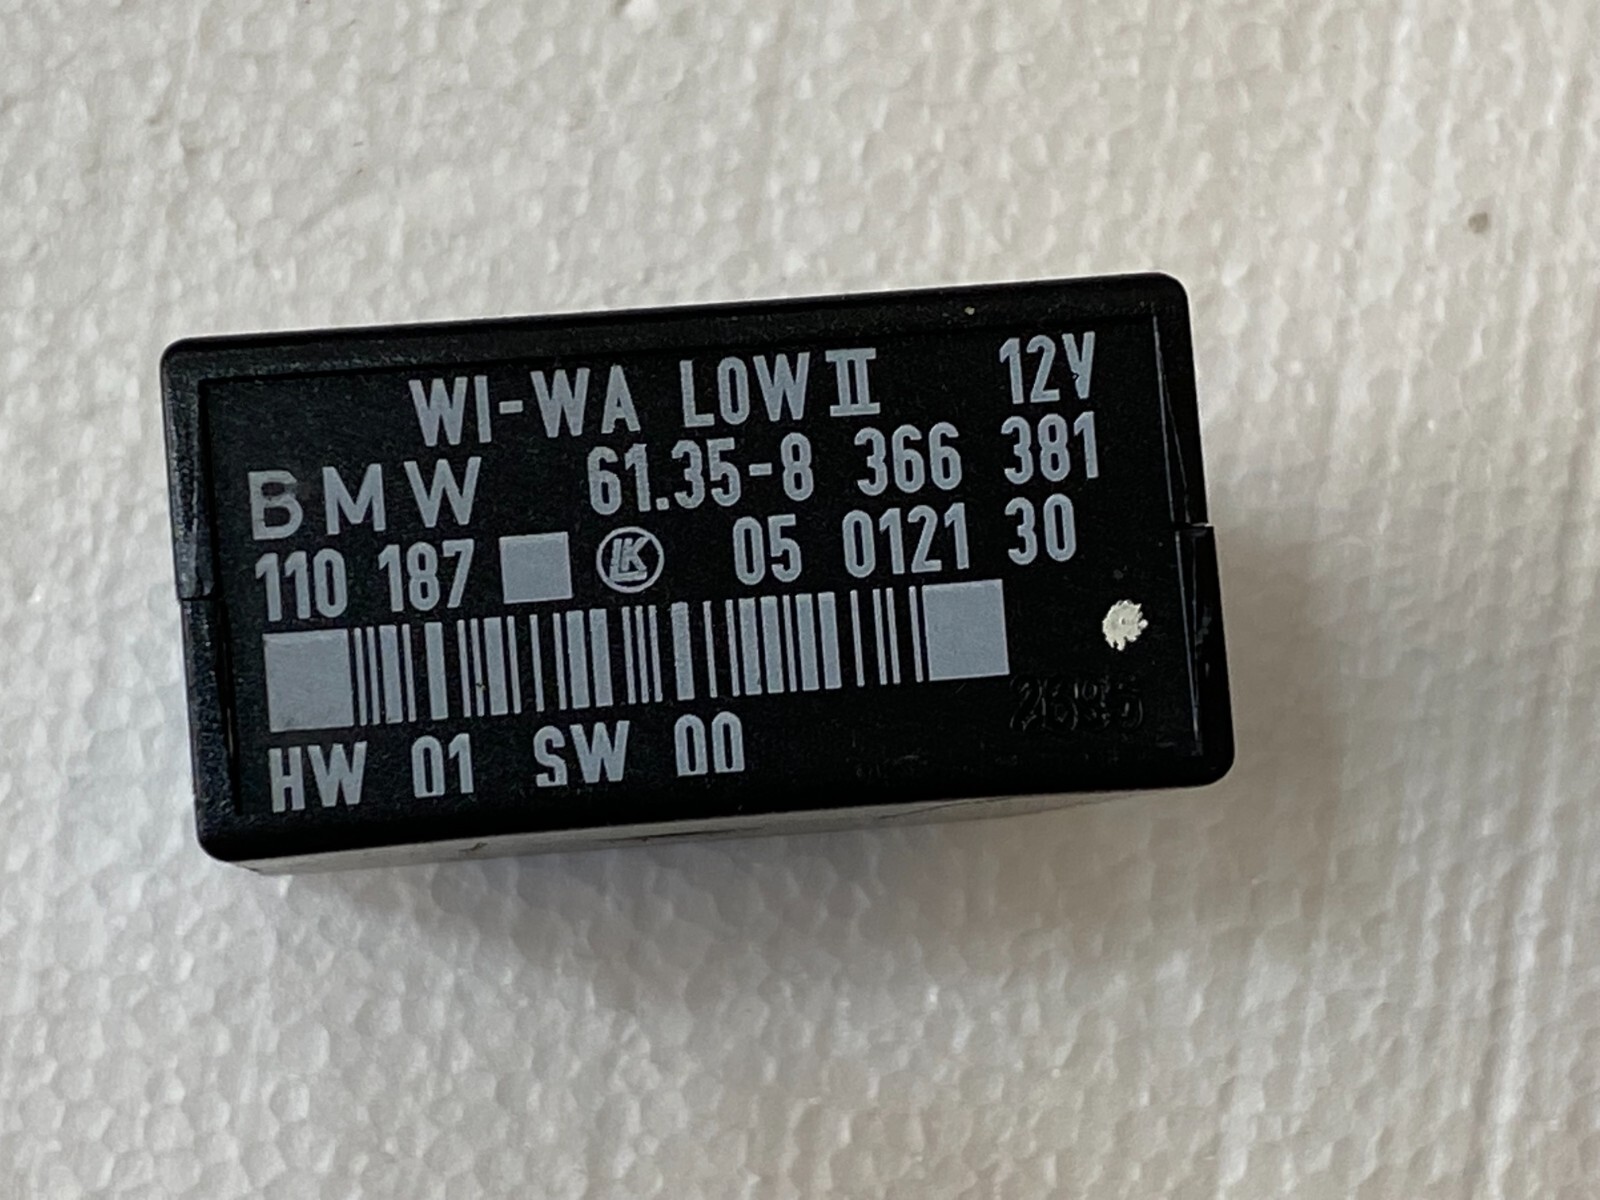 WI-WA LOW II 12V
BMW 61.35-8 366 381
110 187 LK 05 0121 30
HW 01 SW 00